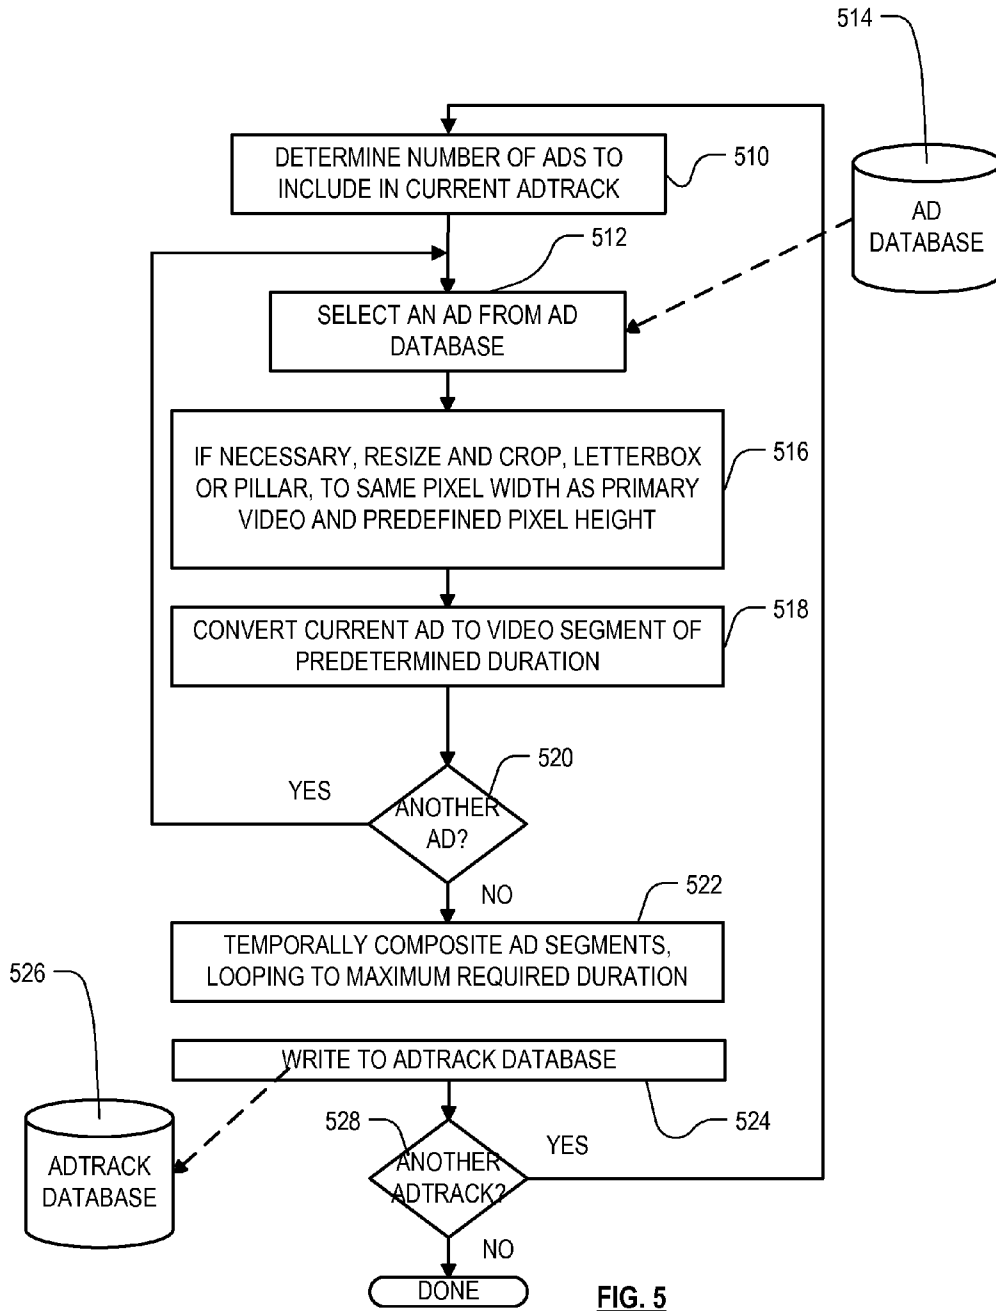 514
DETERMINE NUMBER OF ADS TO
INCLUDE IN CURRENT ADTRACK
510
AD
DATABASE
512
SELECT AN AD FROM AD
DATABASE
IF NECESSARY, RESIZE AND CROP, LETTERBOX
OR PILLAR, TO SAME PIXEL WIDTH AS PRIMARY
VIDEO AND PREDEFINED PIXEL HEIGHT
516
CONVERT CURRENT AD TO VIDEO SEGMENT OF
PREDETERMINED DURATION
518
520
YES
ANOTHER
AD?
NO
522
TEMPORALLY COMPOSITE AD SEGMENTS,
LOOPING TO MAXIMUM REQUIRED DURATION
526
WRITE TO ADTRACK DATABASE
524
528
YES
ANOTHER
ADTRACK?
ADTRACK
DATABASE
NO
DONE
FIG. 5